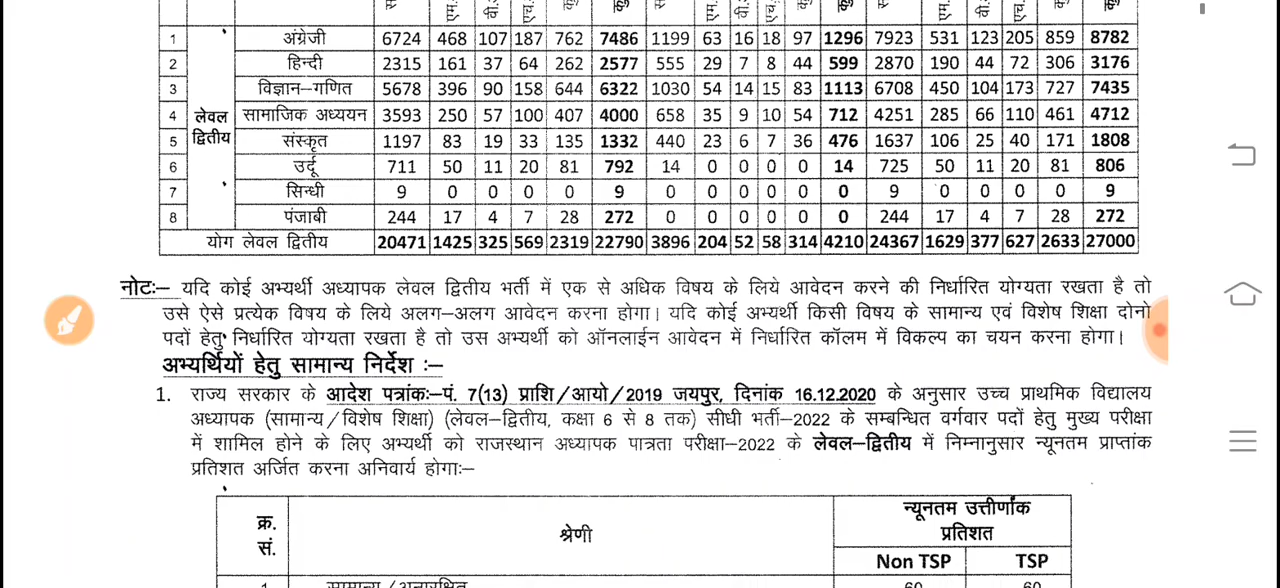 1 अंग्रेजी 6724 468 107 187 762 7486 1199 63 16 18 97 1296 7923 531 123 205 859 8782
2 हिन्दी 2315 161 37 64 262 2577 555 29 7 8 44 599 2870 190 44 72 306 3176
3 विज्ञान–गणित 5678 396 90 158 644 6322 1030 54 14 15 83 1113 6708 450 104 173 727 7435
4 लेवल सामाजिक अध्ययन 3593 250 57 100 407 4000 658 35 9 10 54 712 4251 285 66 110 461 4712
5 द्वितीय संस्कृत 1197 83 19 33 135 1332 440 23 6 7 36 476 1637 106 25 40 171 1808
6 उर्दू 711 50 11 20 81 792 14 0 0 0 0 14 725 50 11 20 81 806
7 सिन्धी 9 0 0 0 0 9 0 0 0 0 0 0 9 0 0 0 0 9
8 पंजाबी 244 17 4 7 28 272 0 0 0 0 0 0 244 17 4 7 28 272
योग लेवल द्वितीय 20471 1425 325 569 2319 22790 3896 204 52 58 314 4210 24367 1629 377 627 2633 27000
नोटः– यदि कोई अभ्यर्थी अध्यापक लेवल द्वितीय भर्ती में एक से अधिक विषय के लिये आवेदन करने की निर्धारित योग्यता रखता है तो
उसे ऐसे प्रत्येक विषय के लिये अलग–अलग आवेदन करना होगा। यदि कोई अभ्यर्थी किसी विषय के सामान्य एवं विशेष शिक्षा दोनो
पदों हेतु निर्धारित योग्यता रखता है तो उस अभ्यर्थी को ऑनलाईन आवेदन में निर्धारित कॉलम में विकल्प का चयन करना होगा।
अभ्यर्थियों हेतु सामान्य निर्देश :–
1. राज्य सरकार के आदेश पत्रांकः–पं. 7(13) प्राशि/आयो/2019 जयपुर, दिनांक 16.12.2020 के अनुसार उच्च प्राथमिक विद्यालय
अध्यापक (सामान्य/विशेष शिक्षा) (लेवल–द्वितीय, कक्षा 6 से 8 तक) सीधी भर्ती–2022 के सम्बन्धित वर्गवार पदों हेतु मुख्य परीक्षा
में शामिल होने के लिए अभ्यर्थी को राजस्थान अध्यापक पात्रता परीक्षा–2022 के लेवल–द्वितीय में निम्नानुसार न्यूनतम प्राप्तांक
प्रतिशत अर्जित करना अनिवार्य होगाः–
क्र. सं. श्रेणी न्यूनतम उत्तीर्णांक प्रतिशत
Non TSP TSP